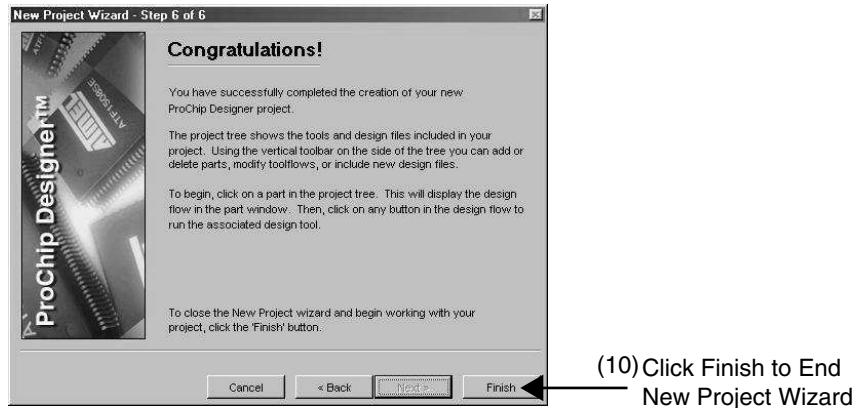 New Project Wizard - Step 6 of 6
ProChip Designer™
ATF1508SE
ATMEL
Congratulations!
You have successfully completed the creation of your new
ProChip Designer project.
The project tree shows the tools and design files included in your
project. Using the vertical toolbar on the side of the tree you can add or
delete parts, modify toolflows, or include new design files.
To begin, click on a part in the project tree. This will display the design
flow in the part window. Then, click on any button in the design flow to
run the associated design tool.
To close the New Project wizard and begin working with your
project, click the 'Finish' button.
Cancel
« Back
Next »
Finish
(10) Click Finish to End
New Project Wizard